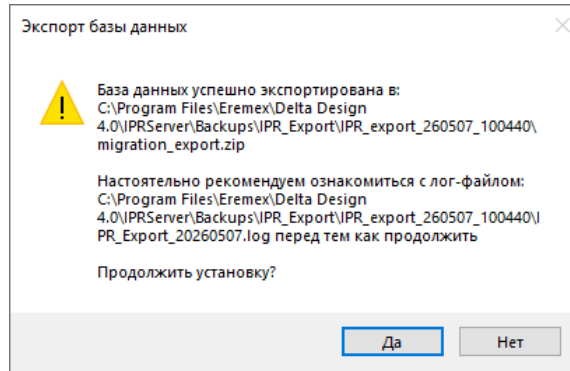 Экспорт базы данных
База данных успешно экспортирована в:
C:\Program Files\Eremex\Delta Design
4.0\IPRServer\Backups\IPR_Export\IPR_export_260507_100440\
migration_export.zip
Настоятельно рекомендуем ознакомиться с лог-файлом:
C:\Program Files\Eremex\Delta Design
4.0\IPRServer\Backups\IPR_Export\IPR_export_260507_100440\I
PR_Export_20260507.log перед тем как продолжить
Продолжить установку?
Да
Нет